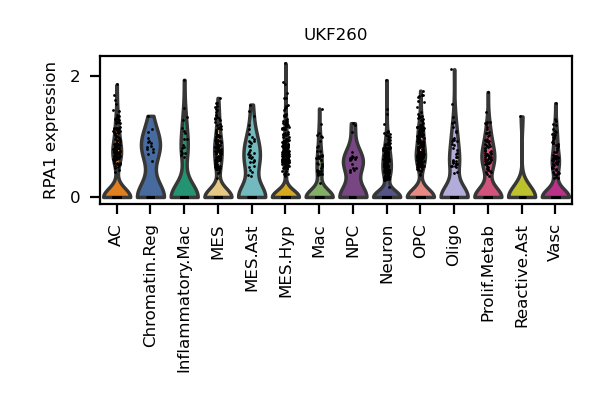 UKF260
RPA1 expression
2
0
AC
Chromatin.Reg
Inflammatory.Mac
MES
MES.Ast
MES.Hyp
Mac
NPC
Neuron
OPC
Oligo
Prolif.Metab
Reactive.Ast
Vasc